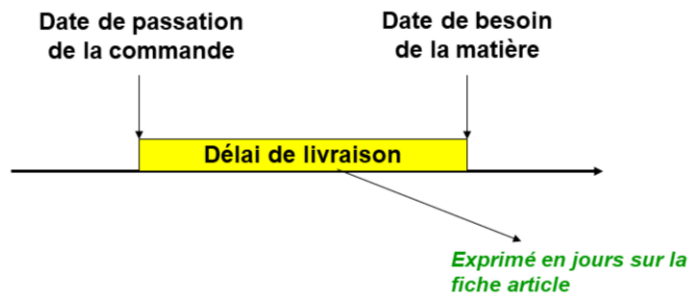 Date de passation
de la commande
Date de besoin
de la matière
Délai de livraison
Exprimé en jours sur la
fiche article